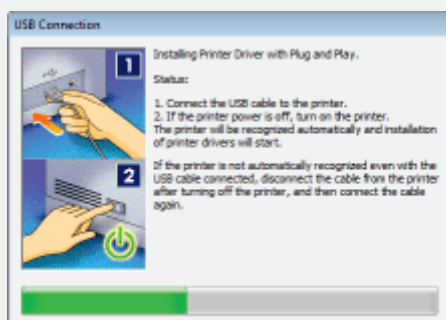 USB Connection
1
Installing Printer Driver with Plug and Play.
Status:
1. Connect the USB cable to the printer.
2. If the printer power is off, turn on the printer.
The printer will be recognized automatically and installation
of printer drivers will start.
2
If the printer is not automatically recognized even with the
USB cable connected, disconnect the cable from the printer
after turning off the printer, and then connect the cable
again.